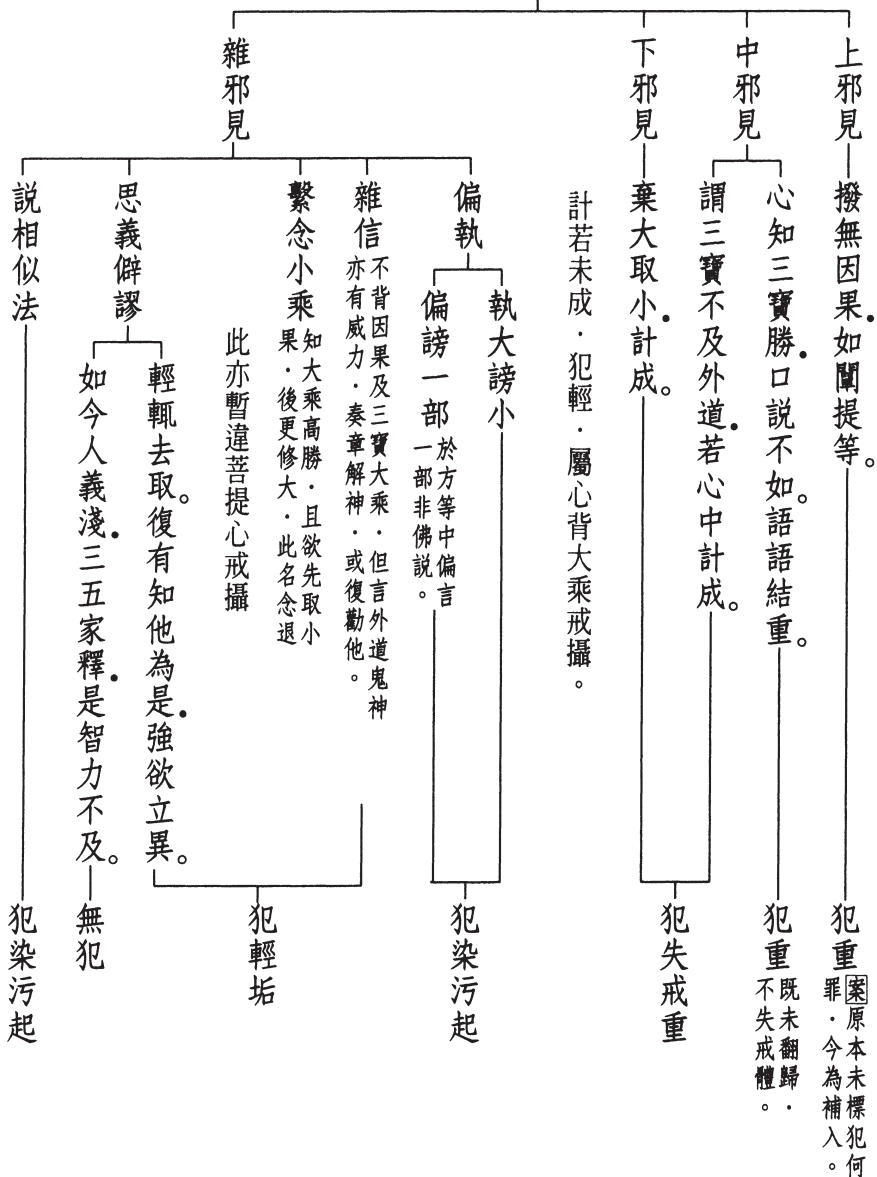 上邪見
撥無因果．如闡提等。
犯重
案原本未標犯何
罪．今為補入。
中邪見
心知三寶勝．口說不如。語語結重。
犯重
既未翻歸．
不失戒體。
謂三寶不及外道．若心中計成。
下邪見
棄大取小．計成。
犯失戒重
計若未成．犯輕．屬心背大乘戒攝。
雜邪見
偏執
執大謗小
偏謗一部
於方等中偏言
一部非佛說。
犯染污起
雜信
不背因果及三寶大乘．但言外道鬼神
亦有威力．奏章解神．或復勸他。
繫念小乘
知大乘高勝．且欲先取小
果．後更修大．此名念退
此亦暫違菩提心戒攝
思義僻謬
輕輒去取。復有知他為是．強欲立異。
犯輕垢
如今人義淺．三五家釋．是智力不及。
無犯
說相似法
犯染污起